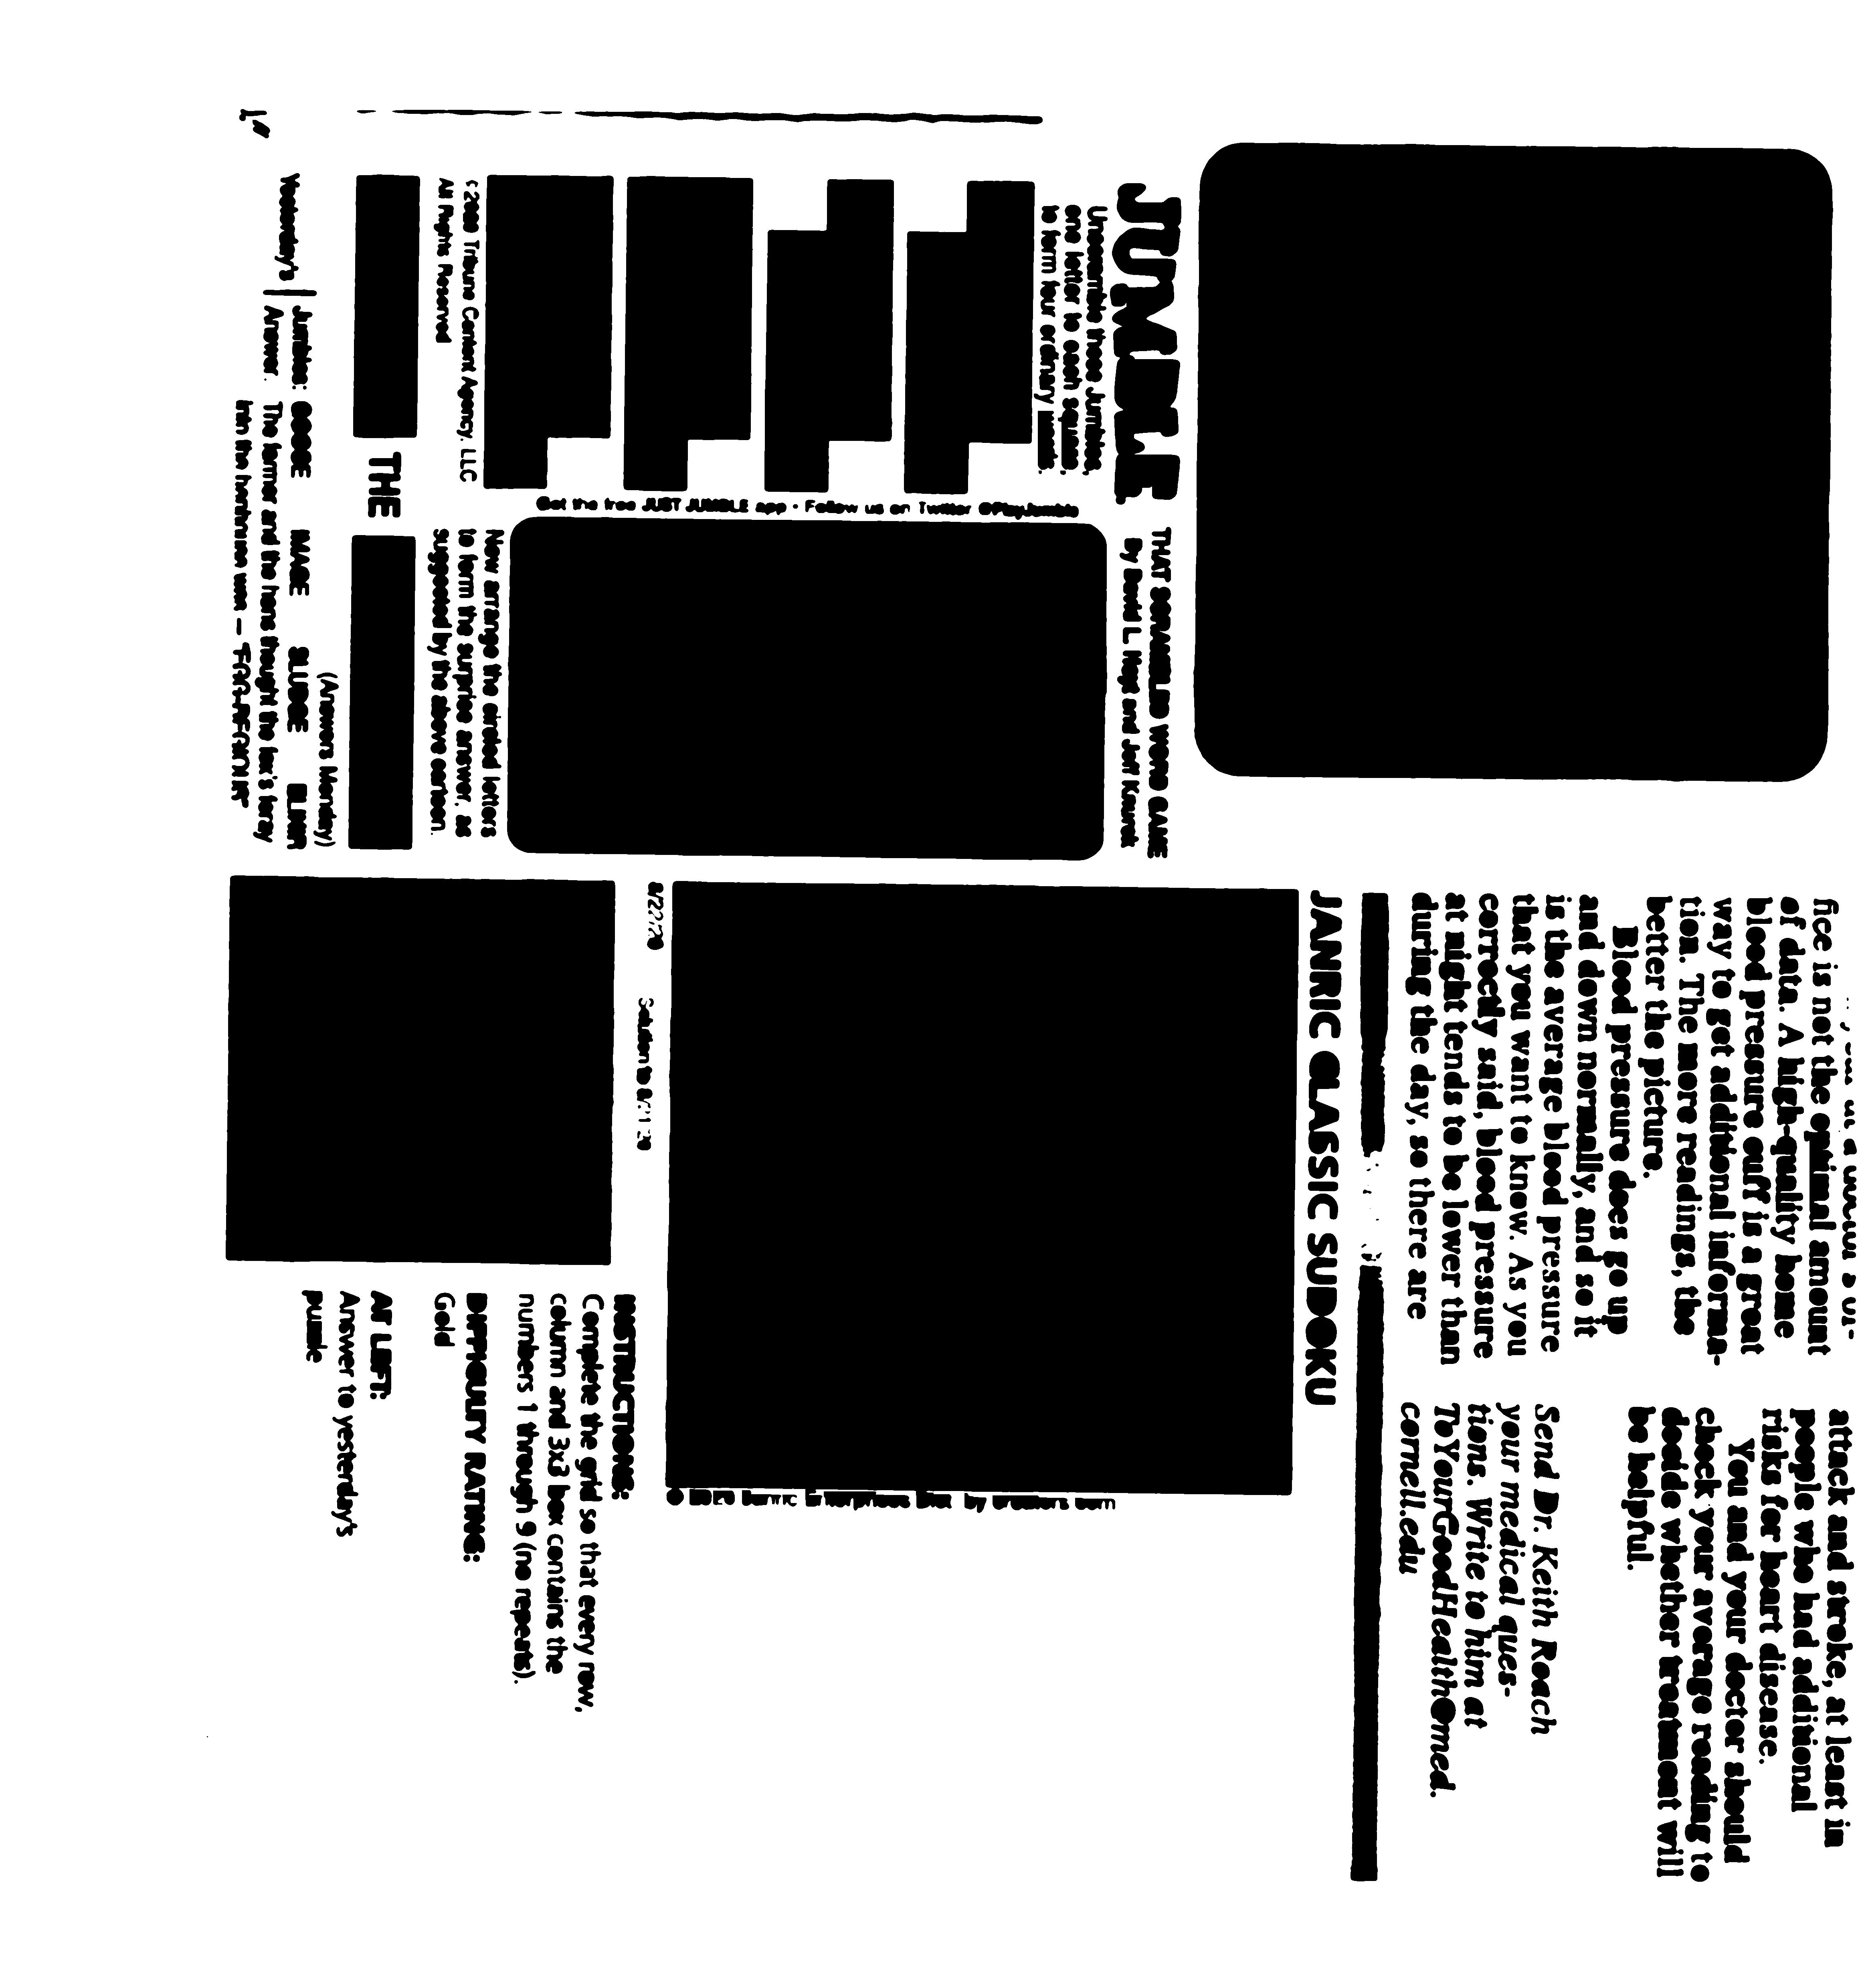 a doctor's of-
fice is not the optimal amount
of data. A high-quality home
blood pressure cuff is a great
way to get additional informa-
tion. The more readings, the
better the picture.
Blood pressure does go up
and down normally, and so it
is the average blood pressure
that you want to know. As you
correctly said, blood pressure
at night tends to be lower than
during the day, so there are
attack and stroke, at least in
people who had additional
risks for heart disease.
You and your doctor should
check your average reading to
decide whether treatment will
be helpful.
Send Dr. Keith Roach
your medical ques-
tions. Write to him at
ToYourGoodHealth@med.
cornell.edu
JUMBLE
THAT SCRAMBLED WORD GAME
By David L. Hoyt and Jeff Knurek
Unscramble these Jumbles,
one letter to each square,
to form four ordinary words.
Get the free JUST JUMBLE app • Follow us on Twitter @PlayJumble
©2020 Tribune Content Agency, LLC
All Rights Reserved
Now arrange the circled letters
to form the surprise answer, as
suggested by the above cartoon.
THE
(Answers Monday)
Yesterday's
Jumbles: GOOSE IMAGE SLUDGE
Answer: The farmer and the hens thought the fox's foray
into the henhouse was —
JANRIC CLASSIC SUDOKU
8/22/20
Solution to 8/21/20
INSTRUCTIONS:
Complete the grid so that every row,
column and 3x3 box contains the
numbers 1 through 9 (no repeats).
DIFFICULTY RATING:
Gold
AT LEFT:
Answer to yesterday's
puzzle